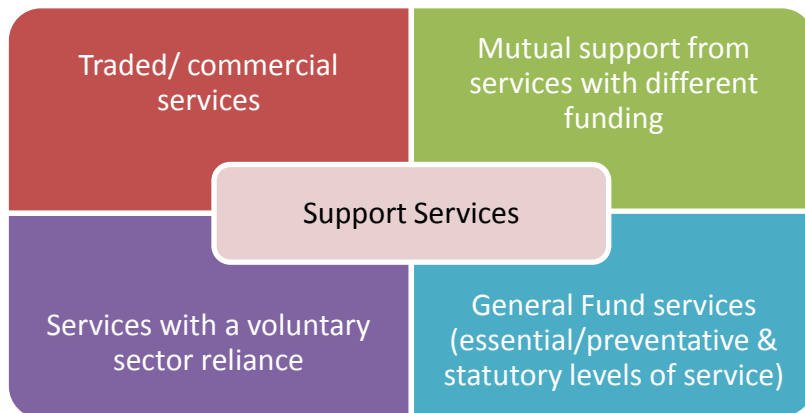 Traded/ commercial
services
Mutual support from
services with different
funding
Support Services
Services with a voluntary
sector reliance
General Fund services
(essential/preventative &
statutory levels of service)